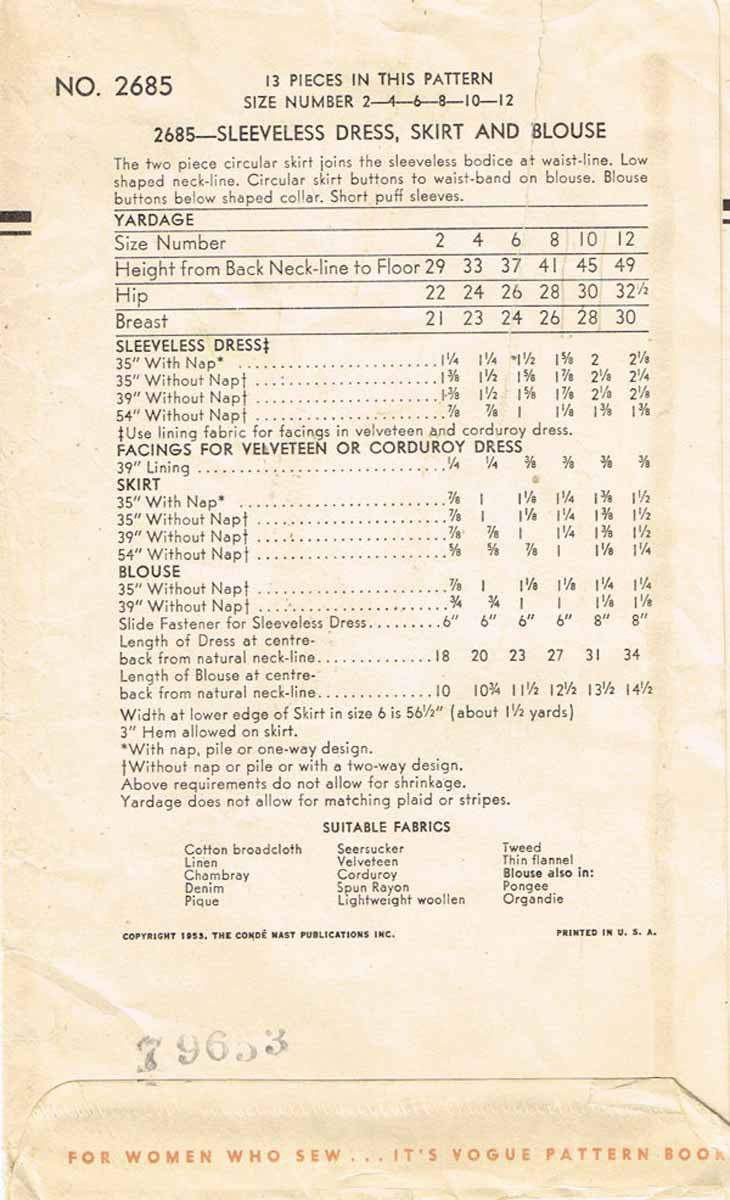 NO. 2685
13 PIECES IN THIS PATTERN
SIZE NUMBER 2—4—6—8—10—12
2685—SLEEVELESS DRESS, SKIRT AND BLOUSE
The two piece circular skirt joins the sleeveless bodice at waist-line. Low
shaped neck-line. Circular skirt buttons to waist-band on blouse. Blouse
buttons below shaped collar. Short puff sleeves.
YARDAGE
Size Number 2 4 6 8 10 12
Height from Back Neck-line to Floor 29 33 37 41 45 49
Hip 22 24 26 28 30 32½
Breast 21 23 24 26 28 30
SLEEVELESS DRESS‡
35" With Nap* ........................ 1¼ 1¼ 1½ 1⅝ 2 2⅛
35" Without Nap† ...................... 1⅜ 1½ 1⅝ 1⅞ 2⅛ 2¼
39" Without Nap† ...................... 1⅜ 1½ 1⅝ 1⅞ 2⅛ 2⅛
54" Without Nap† ...................... ⅞ ⅞ 1 1⅛ 1⅜ 1⅜
‡Use lining fabric for facings in velveteen and corduroy dress.
FACINGS FOR VELVETEEN OR CORDUROY DRESS
39" Lining .............................. ¼ ¼ ⅜ ⅜ ⅜ ⅜
SKIRT
35" With Nap* ........................ ⅞ 1 1⅛ 1¼ 1⅜ 1½
35" Without Nap† ...................... ⅞ 1 1⅛ 1¼ 1⅜ 1½
39" Without Nap† ...................... ⅞ ⅞ 1 1¼ 1⅜ 1½
54" Without Nap† ...................... ⅝ ⅝ ⅞ 1 1⅛ 1¼
BLOUSE
35" Without Nap† ...................... ⅞ 1 1⅛ 1⅛ 1¼ 1¼
39" Without Nap† ...................... ¾ ¾ 1 1 1⅛ 1⅛
Slide Fastener for Sleeveless Dress......... 6" 6" 6" 6" 8" 8"
Length of Dress at centre-
back from natural neck-line.............. 18 20 23 27 31 34
Length of Blouse at centre-
back from natural neck-line.............. 10 10¾ 11½ 12½ 13½ 14½
Width at lower edge of Skirt in size 6 is 56½" (about 1½ yards)
3" Hem allowed on skirt.
*With nap, pile or one-way design.
†Without nap or pile or with a two-way design.
Above requirements do not allow for shrinkage.
Yardage does not allow for matching plaid or stripes.
SUITABLE FABRICS
Cotton broadcloth Seersucker Tweed
Linen Velveteen Thin flannel
Chambray Corduroy Blouse also in:
Denim Spun Rayon Pongee
Pique Lightweight woollen Organdie
COPYRIGHT 1953, THE CONDÉ NAST PUBLICATIONS INC. PRINTED IN U. S. A.
79653
FOR WOMEN WHO SEW...IT'S VOGUE PATTERN BOOK